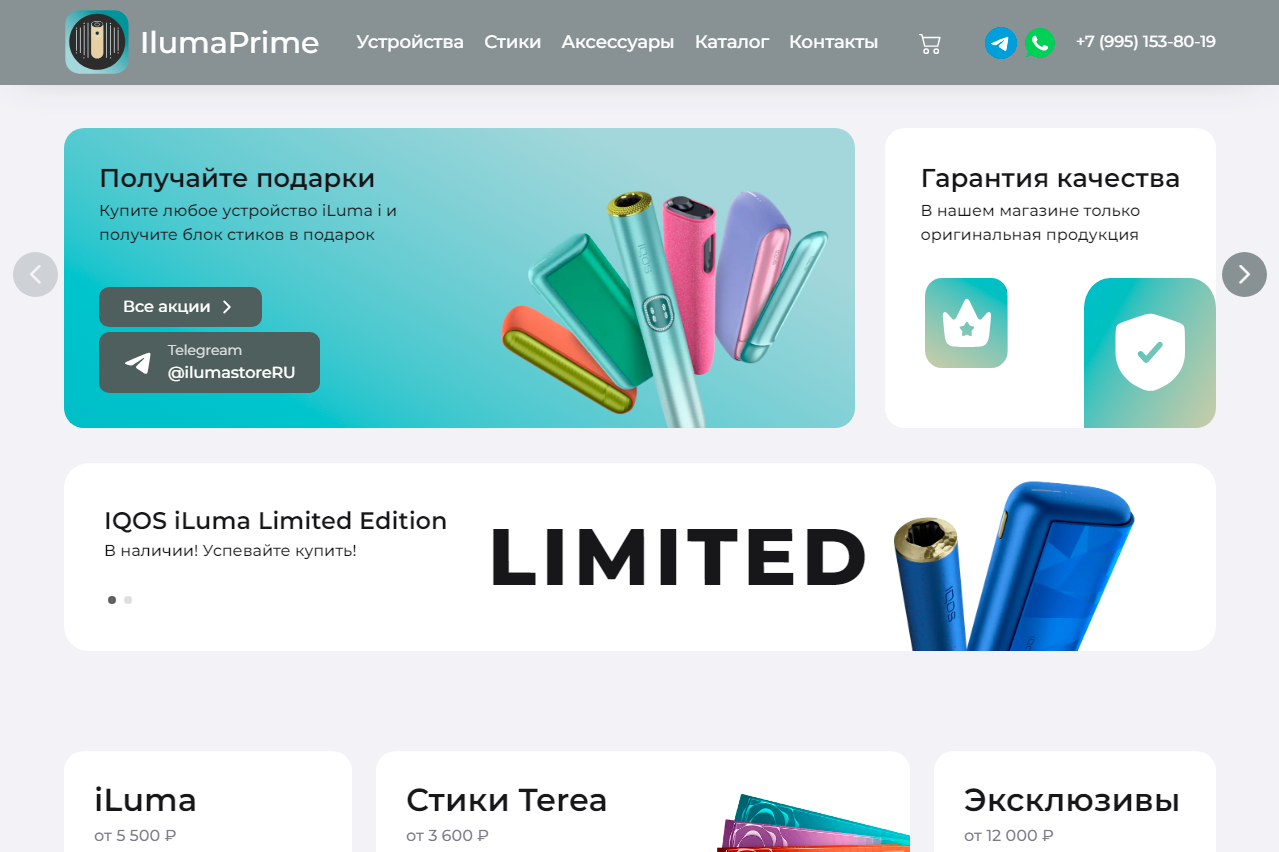 IlumaPrime
Устройства
Стики
Аксессуары
Каталог
Контакты
+7 (995) 153-80-19
Получайте подарки
Купите любое устройство iLuma i и
получите блок стиков в подарок
Все акции
Telegream
@ilumastoreRU
IQOS
Гарантия качества
В нашем магазине только
оригинальная продукция
IQOS iLuma Limited Edition
В наличии! Успевайте купить!
LIMITED
IQOS
iLuma
от 5 500 ₽
Стики Terea
от 3 600 ₽
Эксклюзивы
от 12 000 ₽